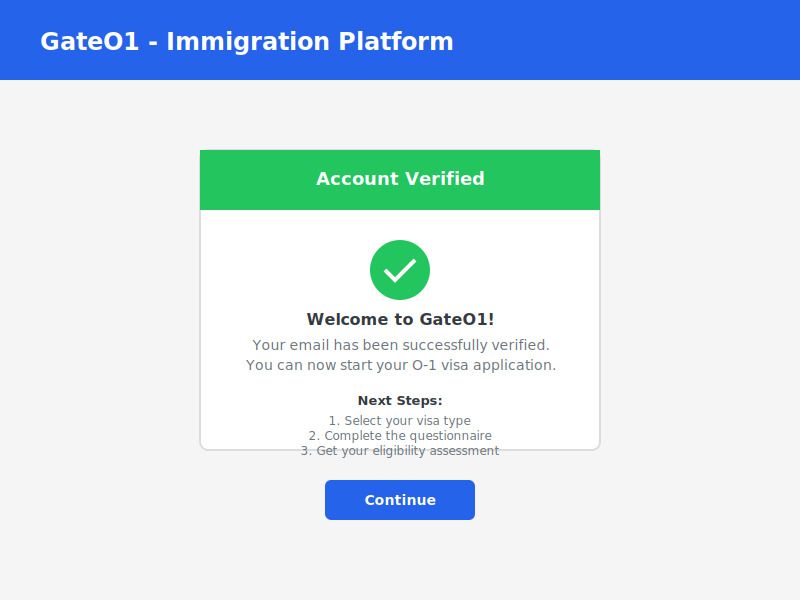 GateO1 - Immigration Platform
Account Verified
Welcome to GateO1!
Your email has been successfully verified.
You can now start your O-1 visa application.
Next Steps:
1. Select your visa type
2. Complete the questionnaire
3. Get your eligibility assessment
Continue